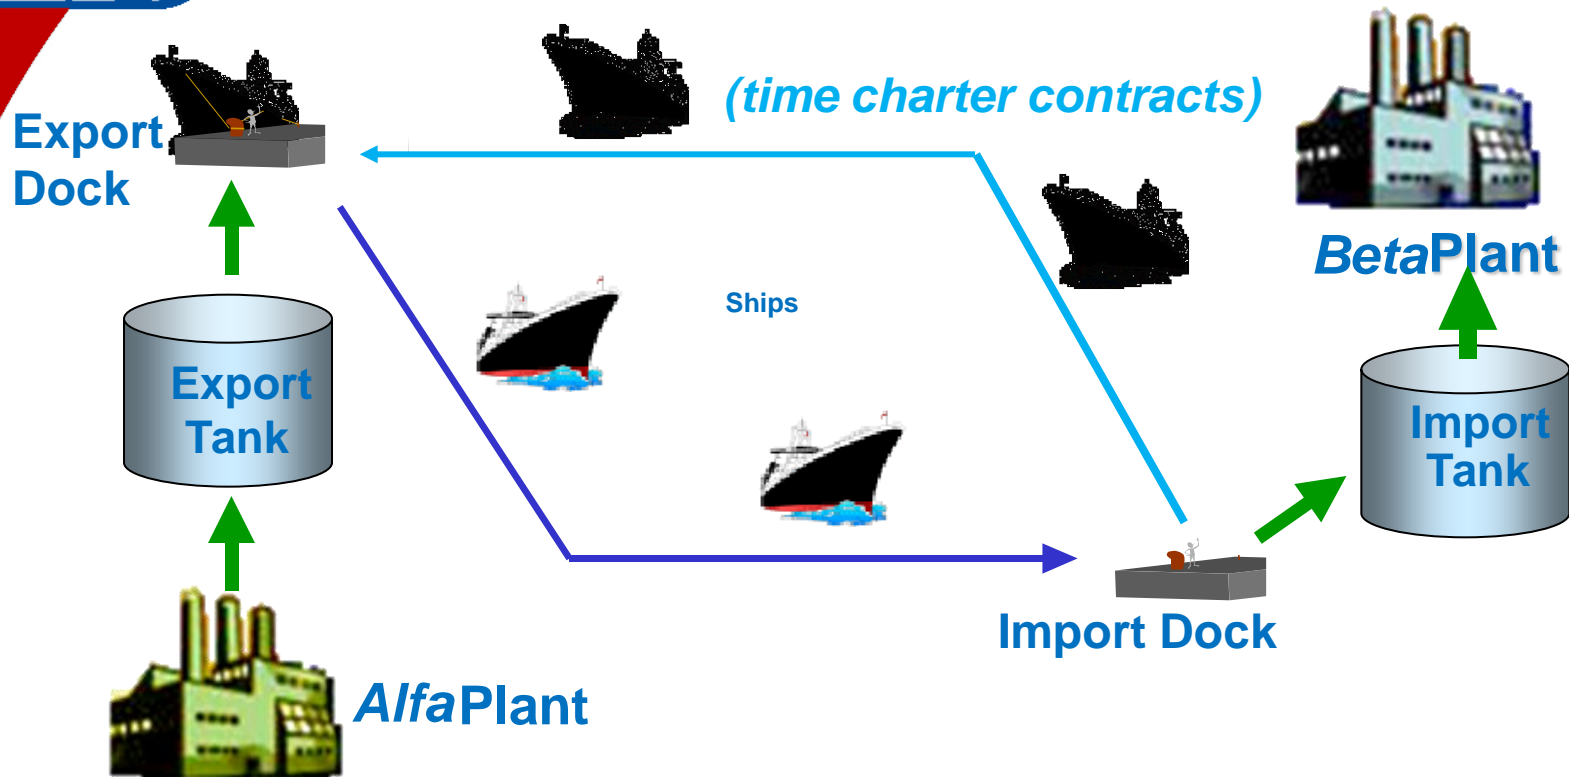 (time charter contracts)
Export
Dock
BetaPlant
Ships
Export
Tank
Import
Tank
Import Dock
AlfaPlant